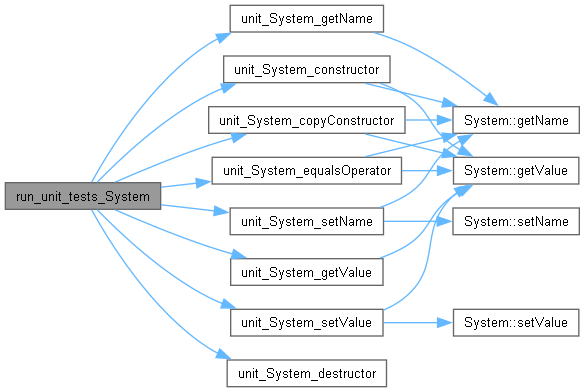 run_unit_tests_System
unit_System_getName
unit_System_constructor
unit_System_copyConstructor
unit_System_equalsOperator
unit_System_setName
unit_System_getValue
unit_System_setValue
unit_System_destructor
System::getName
System::getValue
System::setName
System::setValue